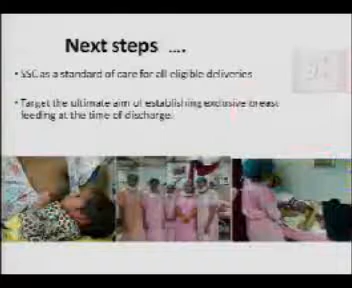 Next steps ....
• SSC as a standard of care for all eligible deliveries
• Target the ultimate aim of establishing exclusive breast
feeding at the time of discharge.